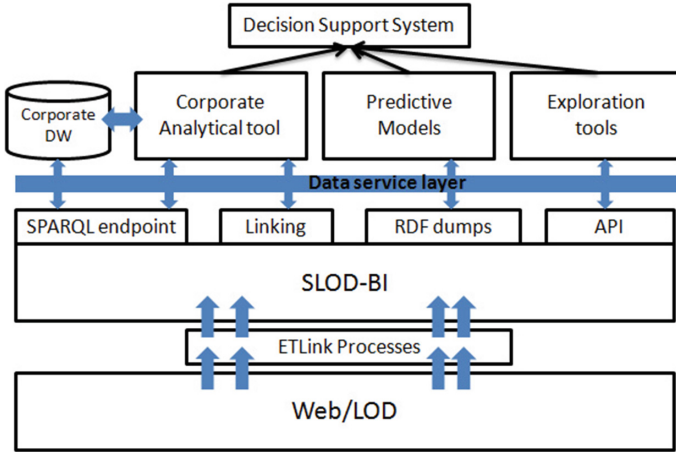 Decision Support System
Corporate
DW
Corporate
Analytical tool
Predictive
Models
Exploration
tools
Data service layer
SPARQL endpoint
Linking
RDF dumps
API
SLOD-BI
ETLink Processes
Web/LOD